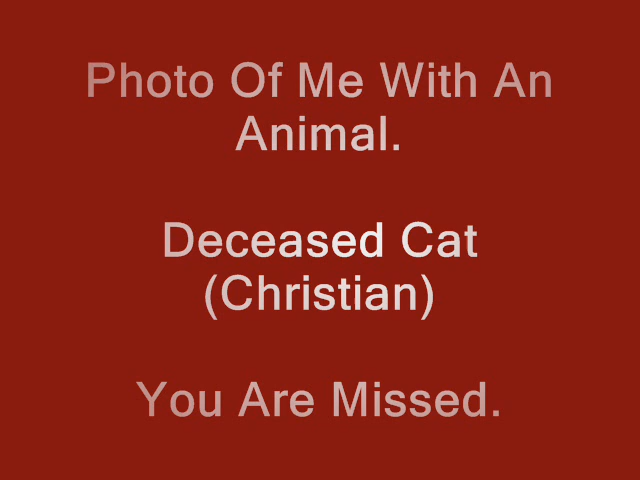 Photo Of Me With An
Animal.
Deceased Cat
(Christian)
You Are Missed.